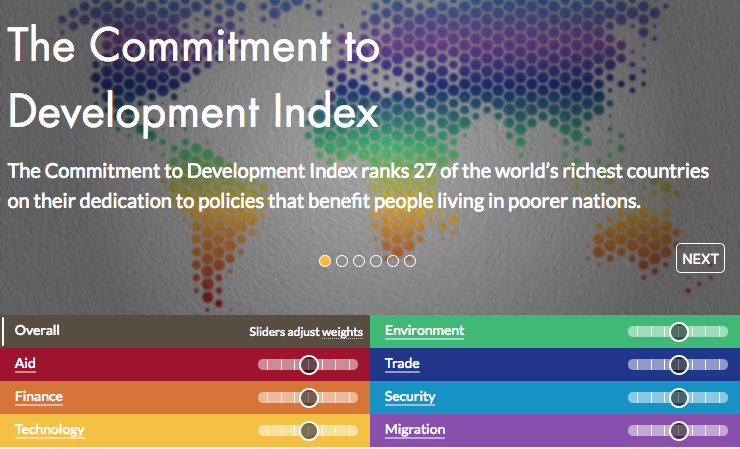 The Commitment to
Development Index
The Commitment to Development Index ranks 27 of the world’s richest countries
on their dedication to policies that benefit people living in poorer nations.
NEXT
Overall
Sliders adjust weights
Environment
Aid
Trade
Finance
Security
Technology
Migration